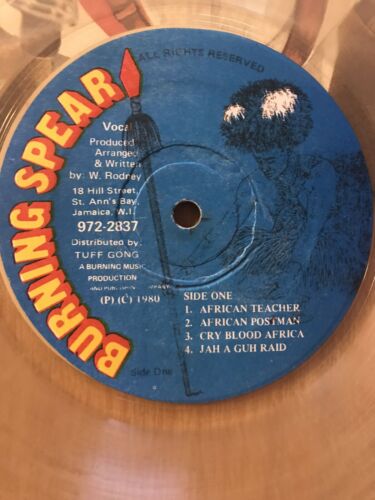 BURNING SPEAR
ALL RIGHTS RESERVED
Vocal
Produced
Arranged
& Written
by: W. Rodney
18 Hill Street,
St. Ann's Bay,
Jamaica, W.I.
972-2837
Distributed by:
TUFF GONG
A BURNING MUSIC
PRODUCTION
(P) (C) 1980
Side One
SIDE ONE
1. AFRICAN TEACHER
2. AFRICAN POSTMAN
3. CRY BLOOD AFRICA
4. JAH A GUH RAID